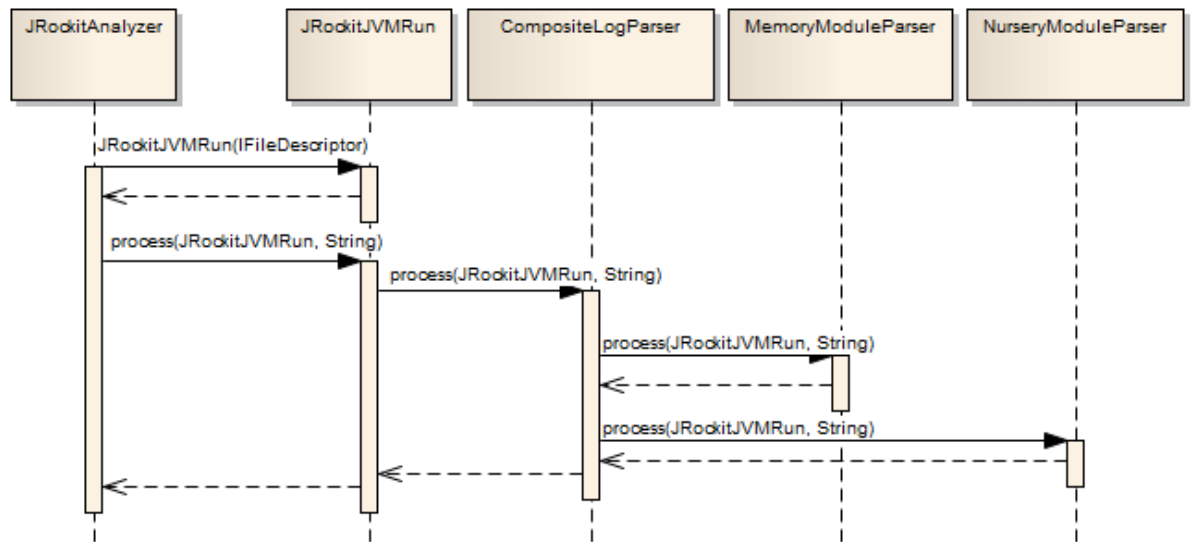 JRockitAnalyzer
JRockitJVMRun
CompositeLogParser
MemoryModuleParser
NurseryModuleParser
JRockitJVMRun(IFileDescriptor)
process(JRockitJVMRun, String)
process(JRockitJVMRun, String)
process(JRockitJVMRun, String)
process(JRockitJVMRun, String)